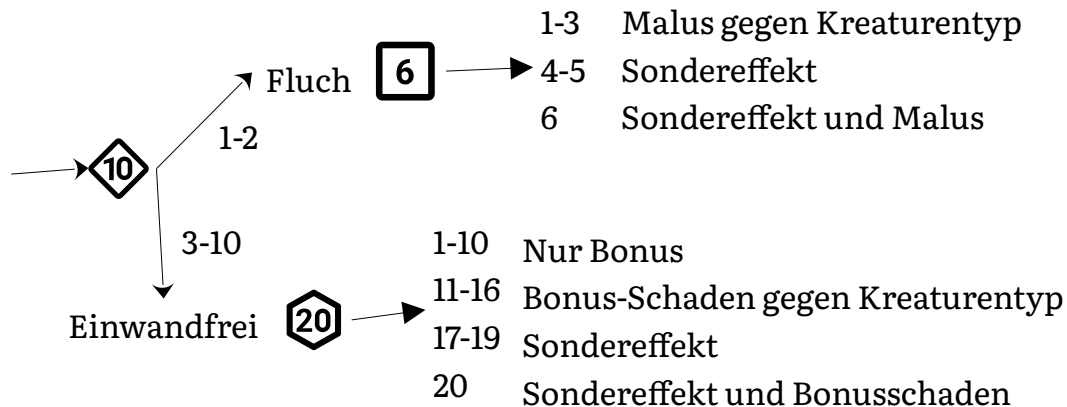 1-3 Malus gegen Kreaturentyp
Fluch 6 4-5 Sondereffekt
6 Sondereffekt und Malus
1-2
10
3-10
1-10 Nur Bonus
11-16 Bonus-Schaden gegen Kreaturentyp
Einwandfrei 20
17-19 Sondereffekt
20 Sondereffekt und Bonusschaden